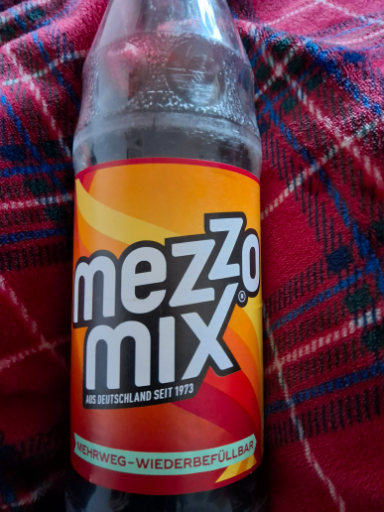 mezzo
mix®
AUS DEUTSCHLAND SEIT 1973
MEHRWEG-WIEDERBEFÜLLBAR